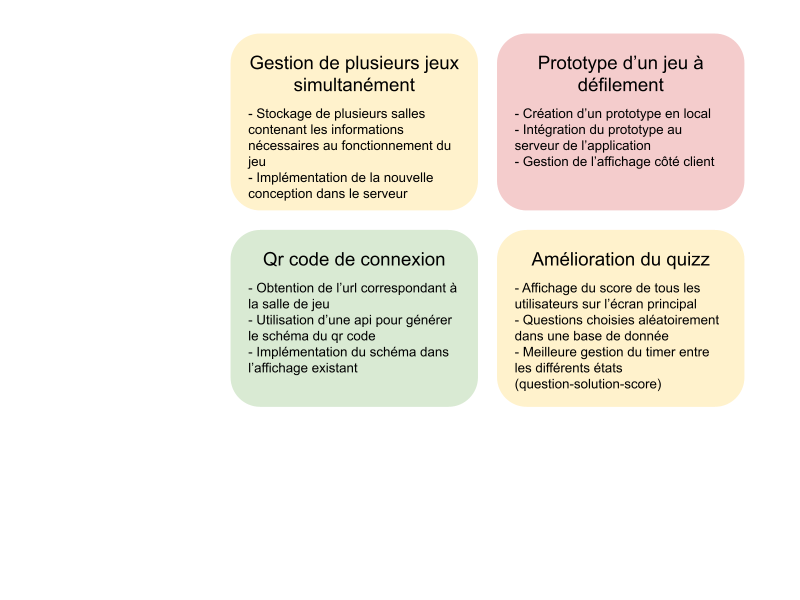 Gestion de plusieurs jeux
simultanément
- Stockage de plusieurs salles
contenant les informations
nécessaires au fonctionnement du
jeu
- Implémentation de la nouvelle
conception dans le serveur
Prototype d’un jeu à
défilement
- Création d’un prototype en local
- Intégration du prototype au
serveur de l’application
- Gestion de l’affichage côté client
Qr code de connexion
- Obtention de l’url correspondant à
la salle de jeu
- Utilisation d’une api pour générer
le schéma du qr code
- Implémentation du schéma dans
l’affichage existant
Amélioration du quizz
- Affichage du score de tous les
utilisateurs sur l’écran principal
- Questions choisies aléatoirement
dans une base de donnée
- Meilleure gestion du timer entre
les différents états
(question-solution-score)